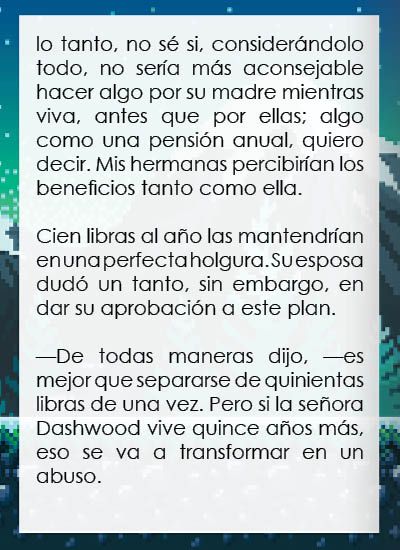 lo tanto, no sé si, considerándolo
todo, no sería más aconsejable
hacer algo por su madre mientras
viva, antes que por ellas; algo
como una pensión anual, quiero
decir. Mis hermanas percibirían los
beneficios tanto como ella.

Cien libras al año las mantendrían
en una perfecta holgura. Su esposa
dudó un tanto, sin embargo, en
dar su aprobación a este plan.

—De todas maneras dijo, —es
mejor que separarse de quinientas
libras de una vez. Pero si la señora
Dashwood vive quince años más,
eso se va a transformar en un
abuso.